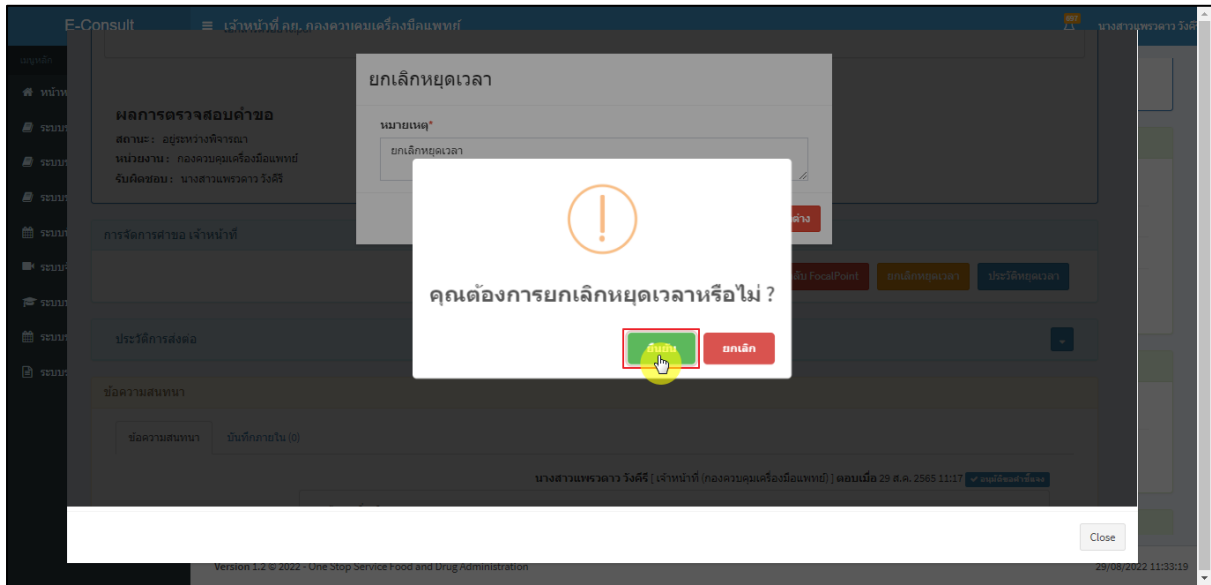 E-Consult
เจ้าหน้าที่ อย. กองควบคุมเครื่องมือแพทย์
นางสาวแพรวดาว วังคีรี
เมนูหลัก
ยกเลิกหยุดเวลา
หมายเหตุ*
ยกเลิกหยุดเวลา
ผลการตรวจสอบคำขอ
สถานะ : อยู่ระหว่างพิจารณา
หน่วยงาน : กองควบคุมเครื่องมือแพทย์
รับผิดชอบ : นางสาวแพรวดาว วังคีรี
การจัดการคำขอ เจ้าหน้าที่
FocalPoint
ยกเลิกหยุดเวลา
ประวัติหยุดเวลา
คุณต้องการยกเลิกหยุดเวลาหรือไม่ ?
ยืนยัน
ยกเลิก
ประวัติการส่งต่อ
ข้อความสนทนา
ข้อความสนทนา
บันทึกภายใน (0)
นางสาวแพรวดาว วังคีรี [ เจ้าหน้าที่ (กองควบคุมเครื่องมือแพทย์) ] ตอบเมื่อ 29 ส.ค. 2565 11:17
Close
Version 1.2 © 2022 - One Stop Service Food and Drug Administration
29/08/2022 11:33:19